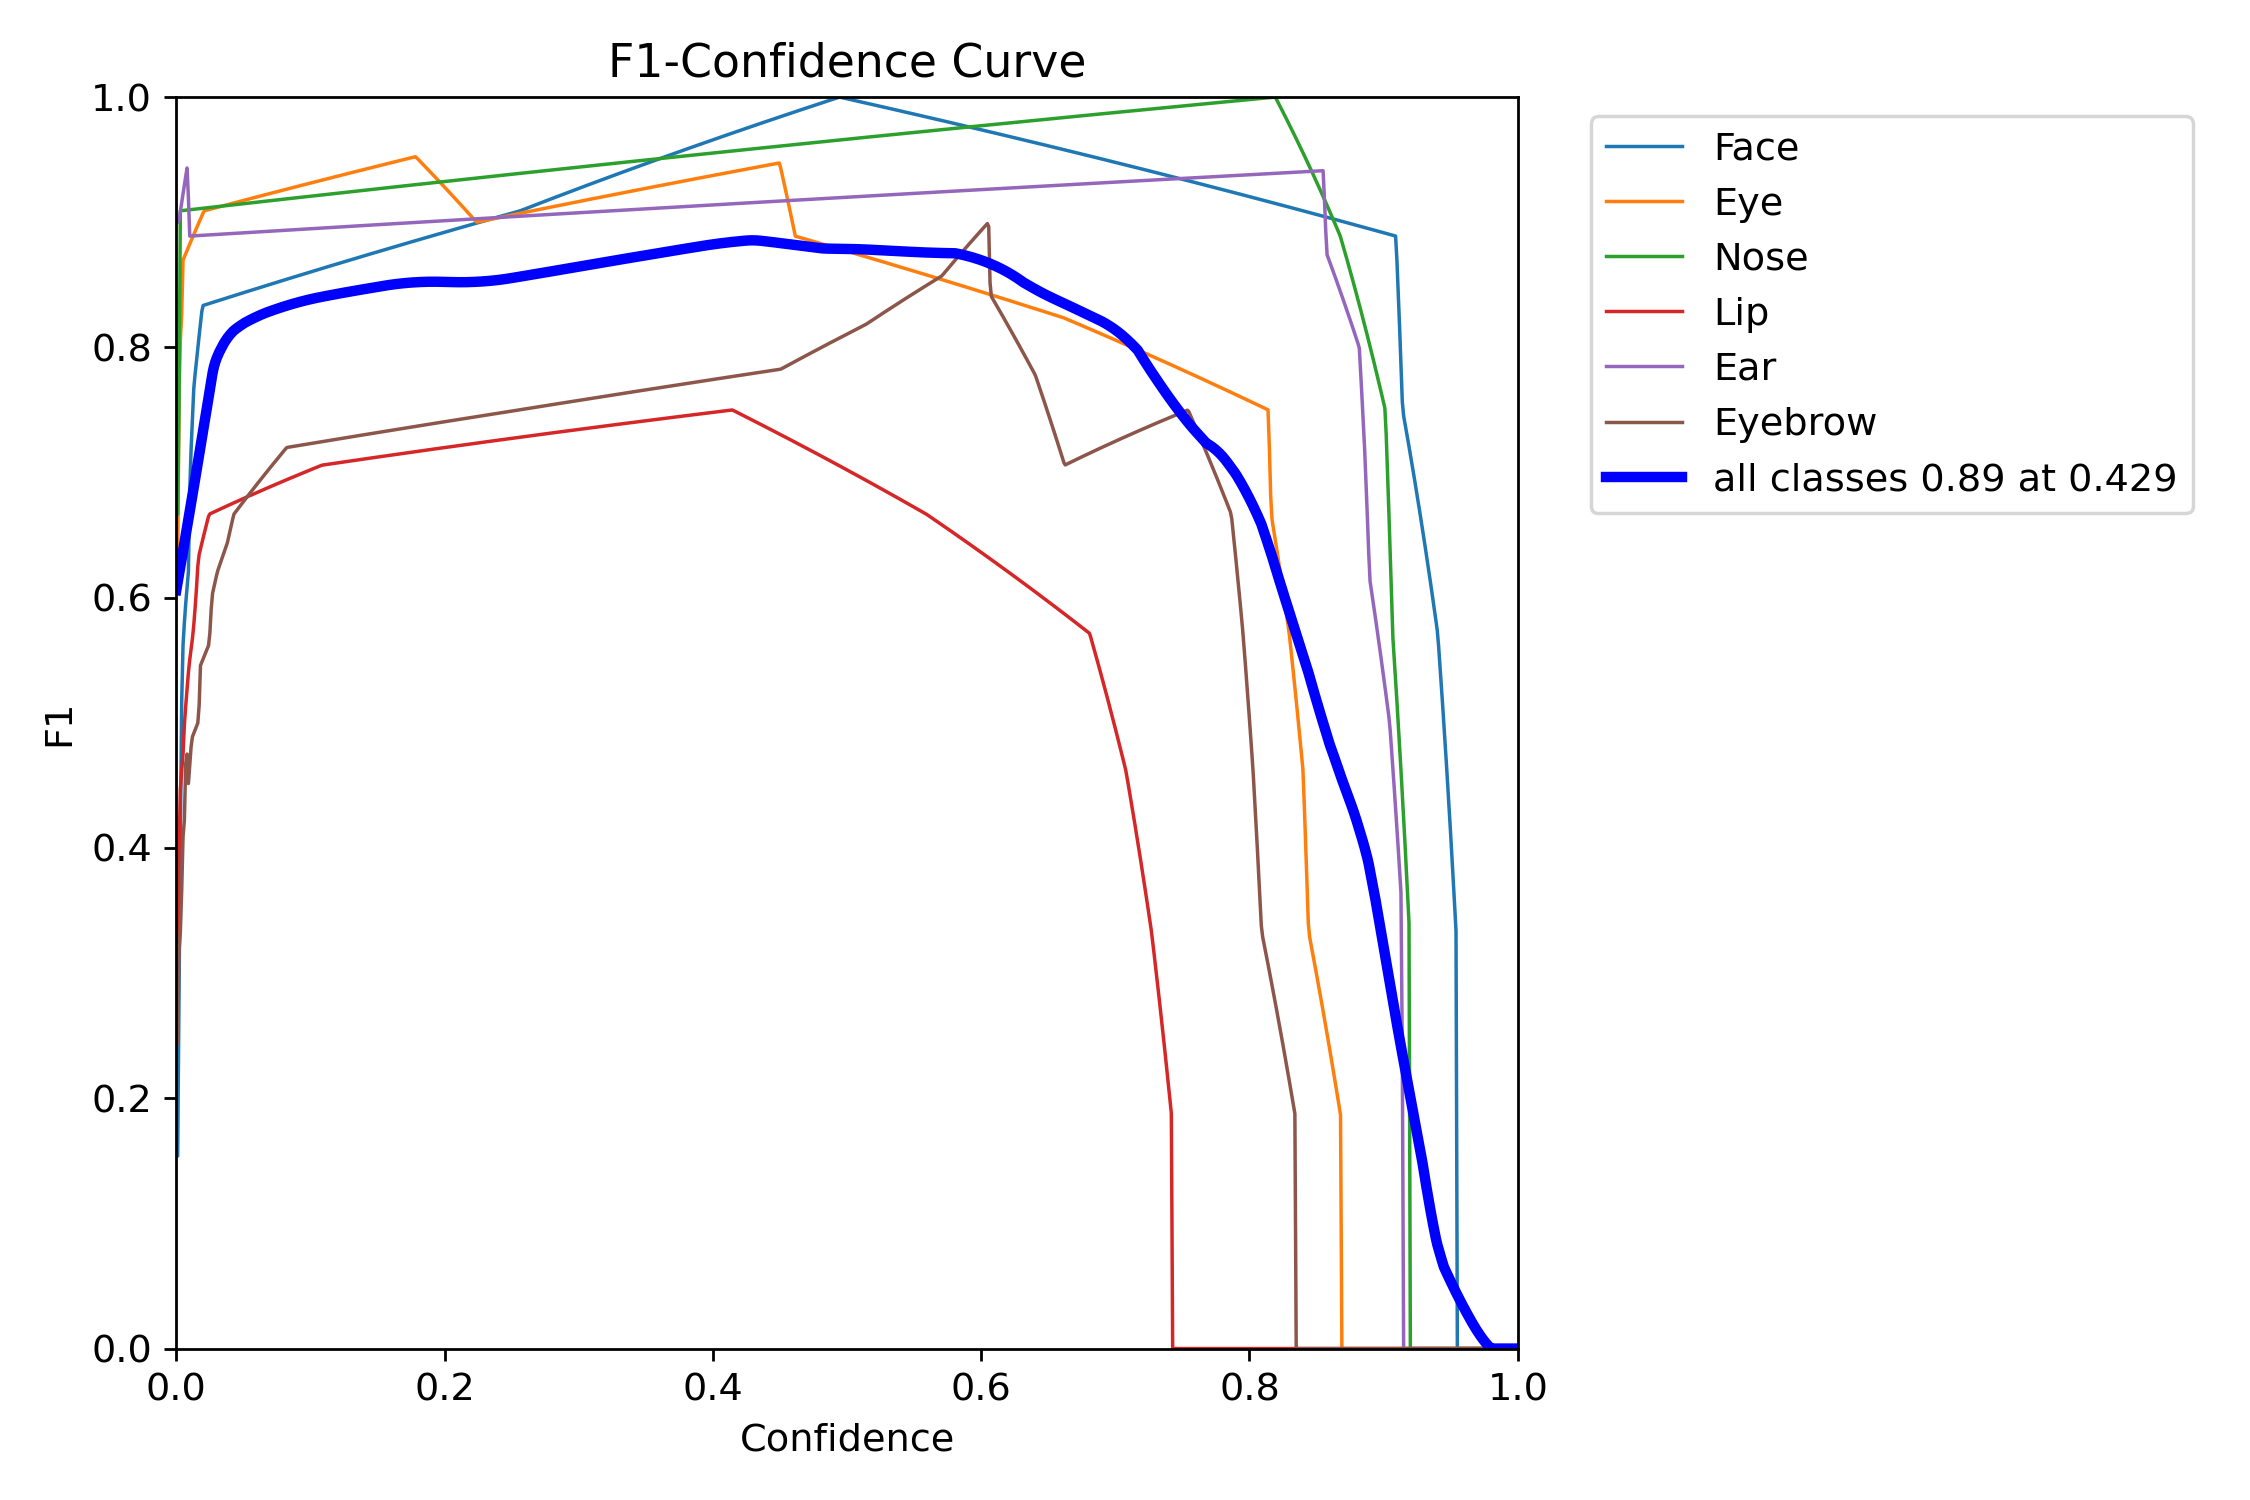 F1-Confidence Curve
1.0
0.8
0.6
0.4
0.2
0.0
F1
0.0 0.2 0.4 0.6 0.8 1.0
Confidence
Face
Eye
Nose
Lip
Ear
Eyebrow
all classes 0.89 at 0.429